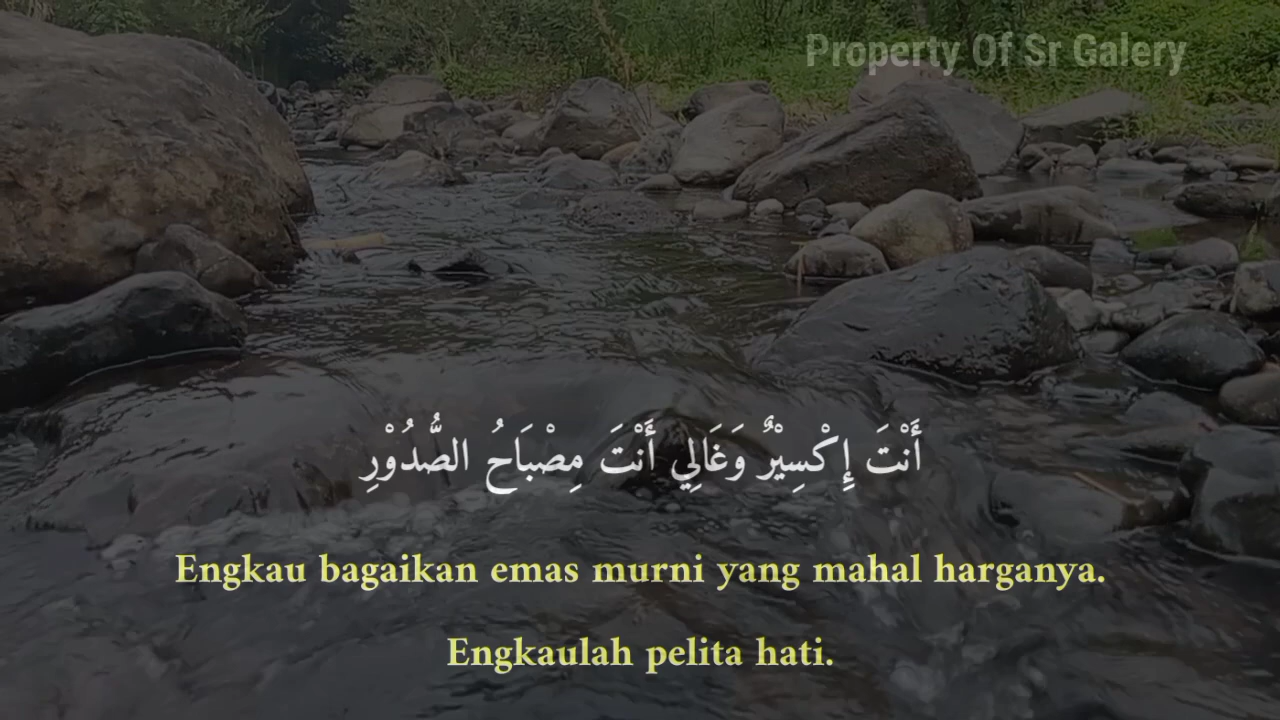 Property Of Sr Galery
أَنْتَ إِكْسِيْرٌ وَغَالِي أَنْتَ مِصْبَاحُ الصُّدُوْرِ
Engkau bagaikan emas murni yang mahal harganya.
Engkaulah pelita hati.